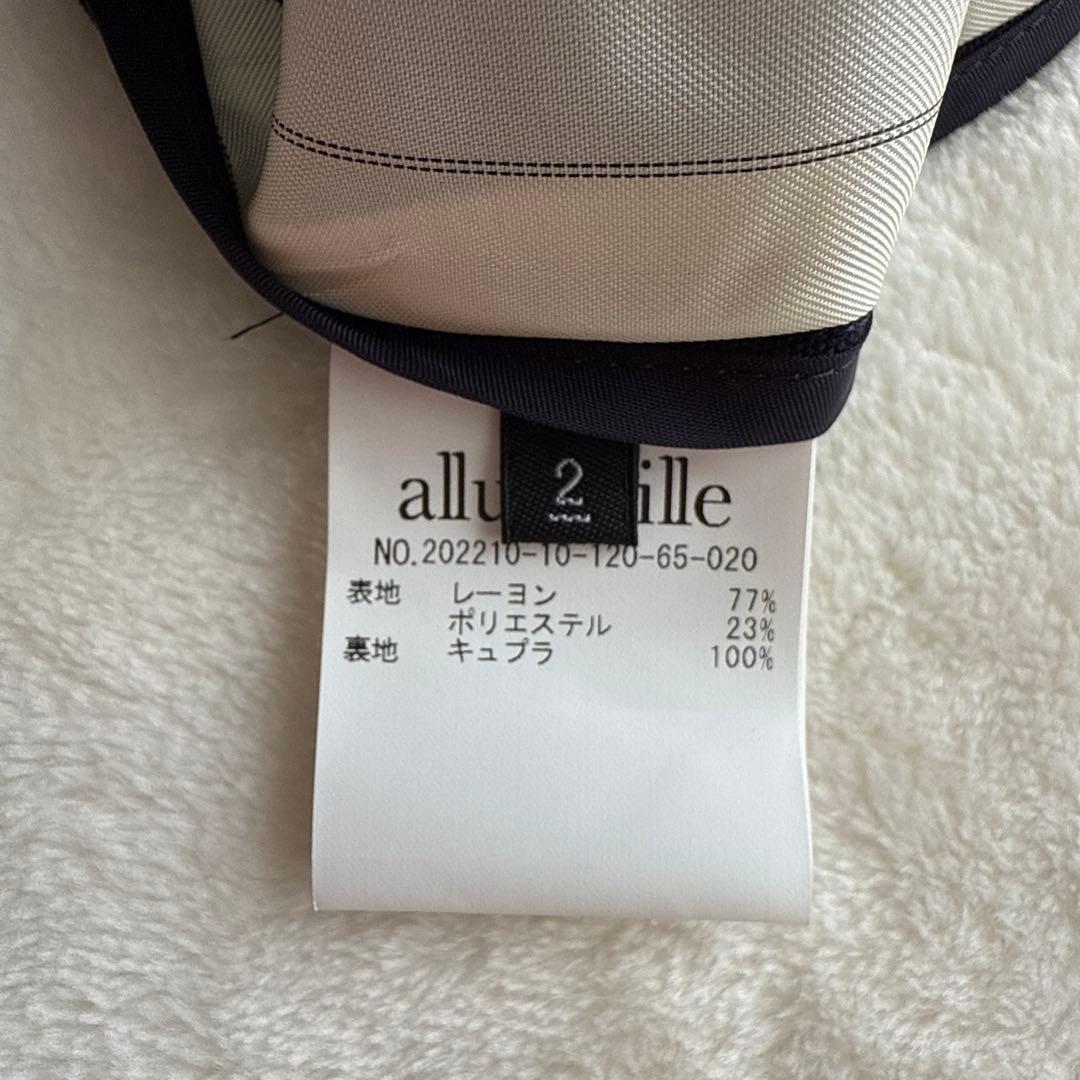 2
allu ille
NO.202210-10-120-65-020
表地 レーヨン 77%
ポリエステル 23%
裏地 キュプラ 100%